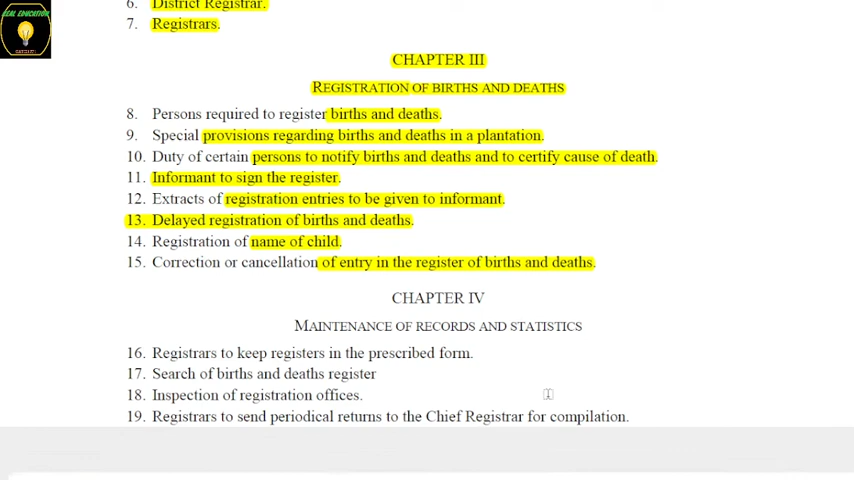 6. District Registrar.
7. Registrars.
CHAPTER III
REGISTRATION OF BIRTHS AND DEATHS
8. Persons required to register births and deaths.
9. Special provisions regarding births and deaths in a plantation.
10. Duty of certain persons to notify births and deaths and to certify cause of death.
11. Informant to sign the register.
12. Extracts of registration entries to be given to informant.
13. Delayed registration of births and deaths.
14. Registration of name of child.
15. Correction or cancellation of entry in the register of births and deaths.
CHAPTER IV
MAINTENANCE OF RECORDS AND STATISTICS
16. Registrars to keep registers in the prescribed form.
17. Search of births and deaths register
18. Inspection of registration offices.
19. Registrars to send periodical returns to the Chief Registrar for compilation.